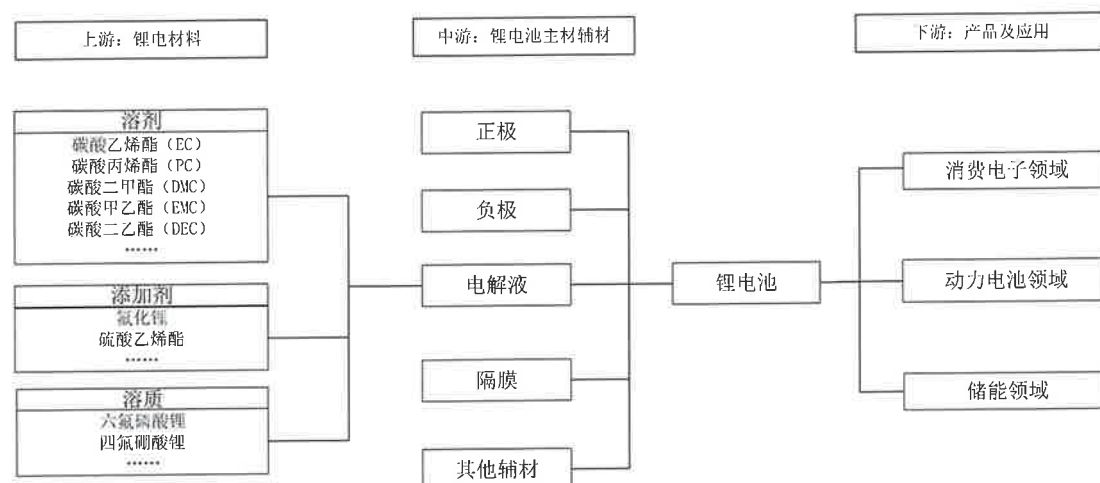 上游：锂电材料
中游：锂电池主材辅材
下游：产品及应用
溶剂
碳酸乙烯酯（EC）
碳酸丙烯酯（PC）
碳酸二甲酯（DMC）
碳酸甲乙酯（EMC）
碳酸二乙酯（DEC）
……
添加剂
氟化锂
硫酸乙烯酯
……
溶质
六氟磷酸锂
四氟硼酸锂
……
正极
负极
电解液
隔膜
其他辅材
锂电池
消费电子领域
动力电池领域
储能领域